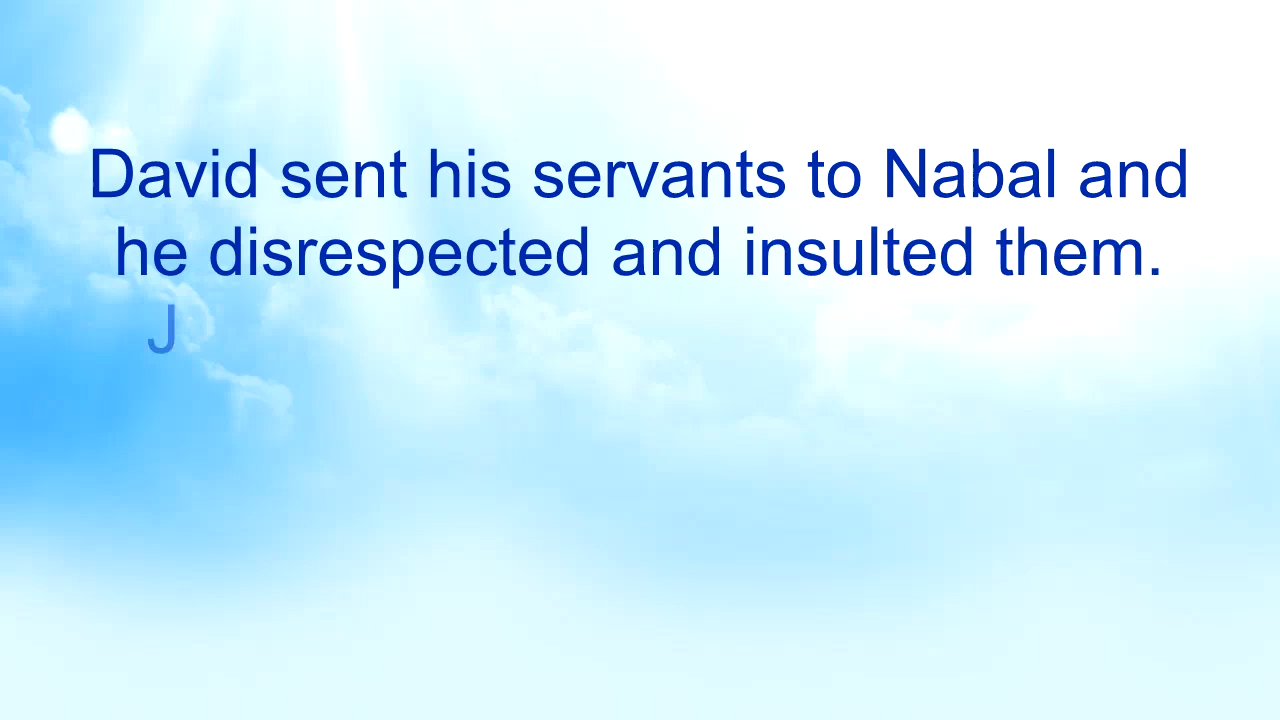 David sent his servants to Nabal and
he disrespected and insulted them.
J